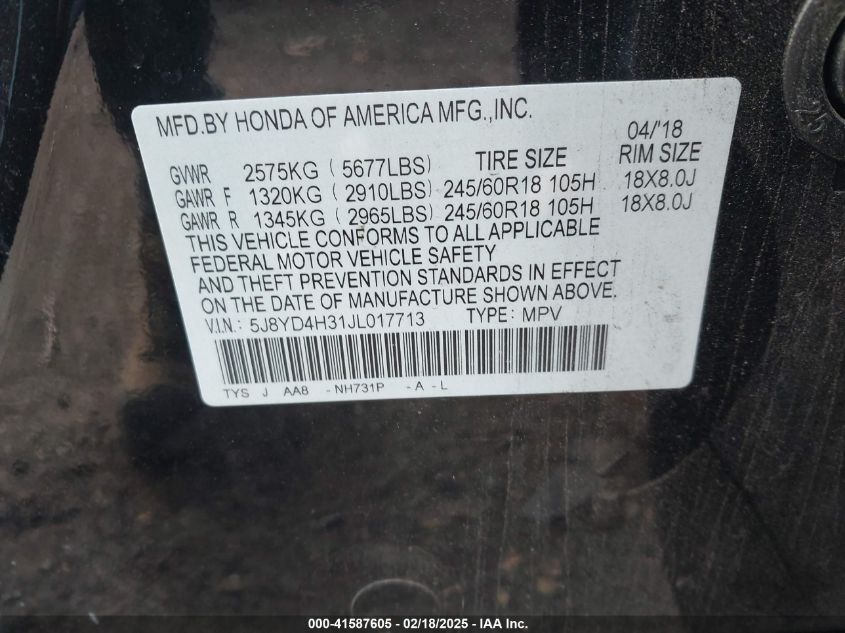 MFD.BY HONDA OF AMERICA MFG.,INC.
04/'18
GVWR 2575KG (5677LBS) TIRE SIZE RIM SIZE
GAWR F 1320KG (2910LBS) 245/60R18 105H 18X8.0J
GAWR R 1345KG (2965LBS) 245/60R18 105H 18X8.0J
THIS VEHICLE CONFORMS TO ALL APPLICABLE
FEDERAL MOTOR VEHICLE SAFETY
AND THEFT PREVENTION STANDARDS IN EFFECT
ON THE DATE OF MANUFACTURE SHOWN ABOVE.
V.I.N.: 5J8YD4H31JL017713 TYPE: MPV
TYS J AA8 - NH731P - A - L
25
000-41587605 - 02/18/2025 - IAA Inc.